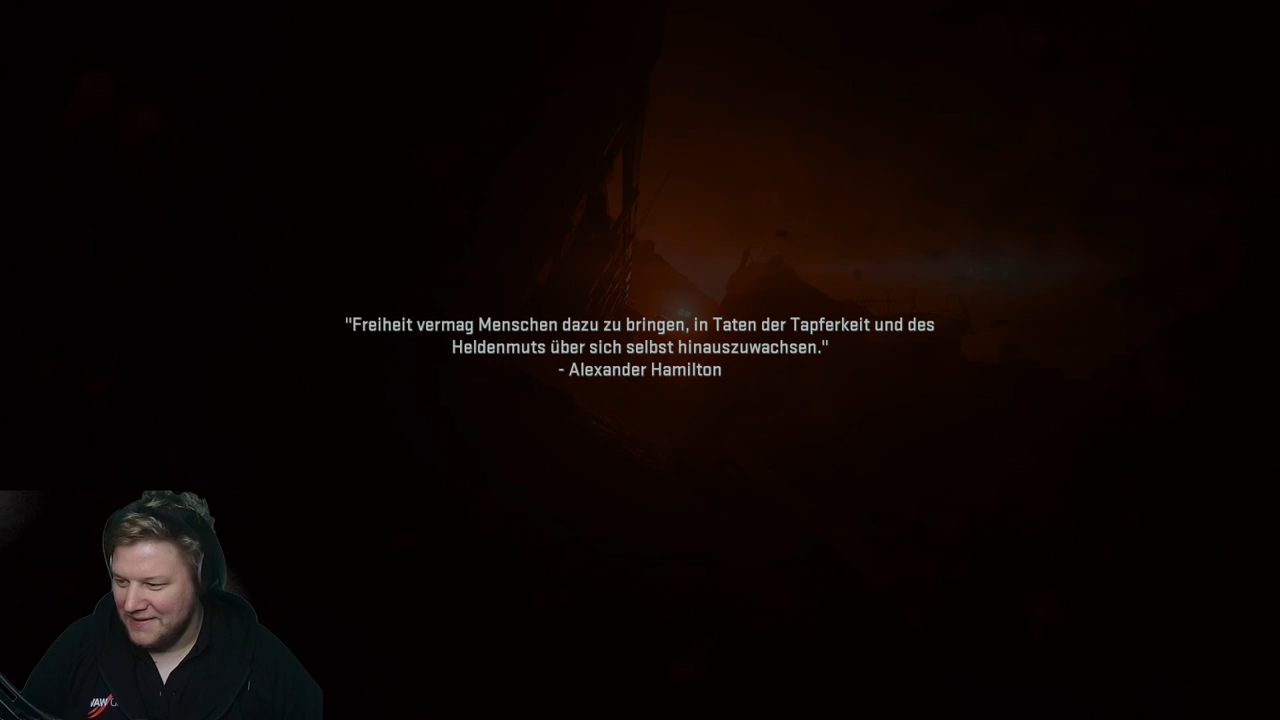 "Freiheit vermag Menschen dazu zu bringen, in Taten der Tapferkeit und des
Heldenmuts über sich selbst hinauszuwachsen."
- Alexander Hamilton